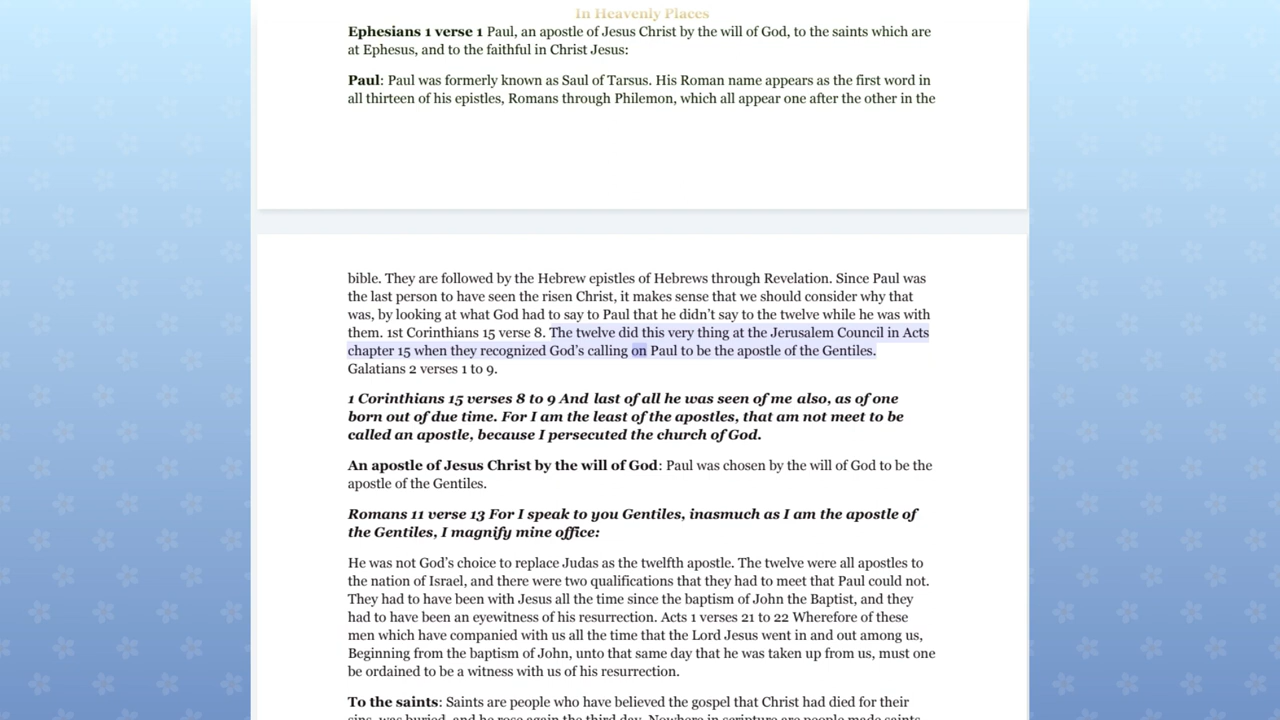 In Heavenly Places
Ephesians 1 verse 1 Paul, an apostle of Jesus Christ by the will of God, to the saints which are
at Ephesus, and to the faithful in Christ Jesus:
Paul: Paul was formerly known as Saul of Tarsus. His Roman name appears as the first word in
all thirteen of his epistles, Romans through Philemon, which all appear one after the other in the
bible. They are followed by the Hebrew epistles of Hebrews through Revelation. Since Paul was
the last person to have seen the risen Christ, it makes sense that we should consider why that
was, by looking at what God had to say to Paul that he didn’t say to the twelve while he was with
them. 1st Corinthians 15 verse 8. The twelve did this very thing at the Jerusalem Council in Acts
chapter 15 when they recognized God’s calling on Paul to be the apostle of the Gentiles.
Galatians 2 verses 1 to 9.
1 Corinthians 15 verses 8 to 9 And last of all he was seen of me also, as of one
born out of due time. For I am the least of the apostles, that am not meet to be
called an apostle, because I persecuted the church of God.
An apostle of Jesus Christ by the will of God: Paul was chosen by the will of God to be the
apostle of the Gentiles.
Romans 11 verse 13 For I speak to you Gentiles, inasmuch as I am the apostle of
the Gentiles, I magnify mine office:
He was not God’s choice to replace Judas as the twelfth apostle. The twelve were all apostles to
the nation of Israel, and there were two qualifications that they had to meet that Paul could not.
They had to have been with Jesus all the time since the baptism of John the Baptist, and they
had to have been an eyewitness of his resurrection. Acts 1 verses 21 to 22 Wherefore of these
men which have companied with us all the time that the Lord Jesus went in and out among us,
Beginning from the baptism of John, unto that same day that he was taken up from us, must one
be ordained to be a witness with us of his resurrection.
To the saints: Saints are people who have believed the gospel that Christ had died for their
sins, was buried, and he rose again the third day. Nowhere in scripture are people made saints